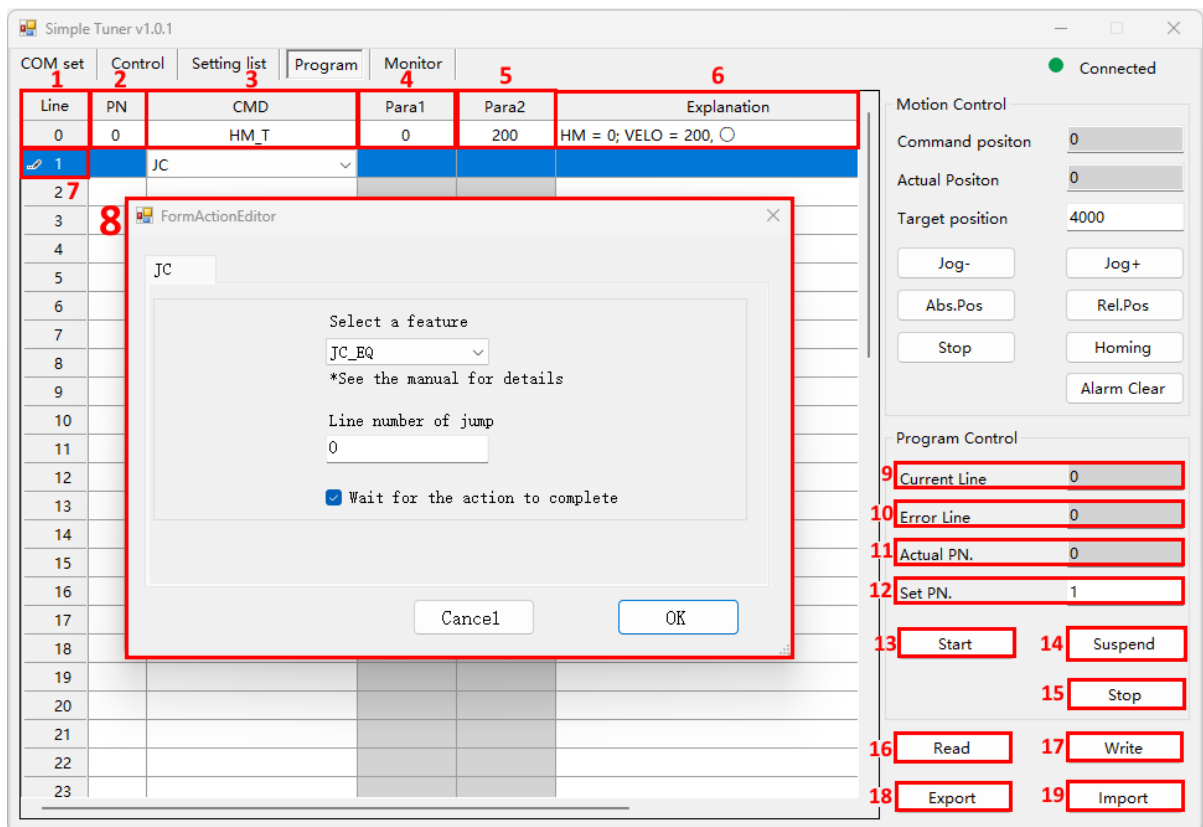 Simple Tuner v1.0.1
COM set Control Setting list Program Monitor
Connected
1 2 3 4 5 6
Line PN CMD Para1 Para2 Explanation
0 0 HM_T 0 200 HM = 0; VELO = 200, ○
1 JC
2 7
3
4
5
6
7
8
9
10
11
12
13
14
15
16
17
18
19
20
21
22
23
8 FormActionEditor
JC
Select a feature
JC_EQ
*See the manual for details
Line number of jump
0
Wait for the action to complete
Cancel OK
Motion Control
Command positon 0
Actual Positon 0
Target position 4000
Jog- Jog+
Abs.Pos Rel.Pos
Stop Homing
Alarm Clear
Program Control
9 Current Line 0
10 Error Line 0
11 Actual PN. 0
12 Set PN. 1
13 Start 14 Suspend
15 Stop
16 Read 17 Write
18 Export 19 Import